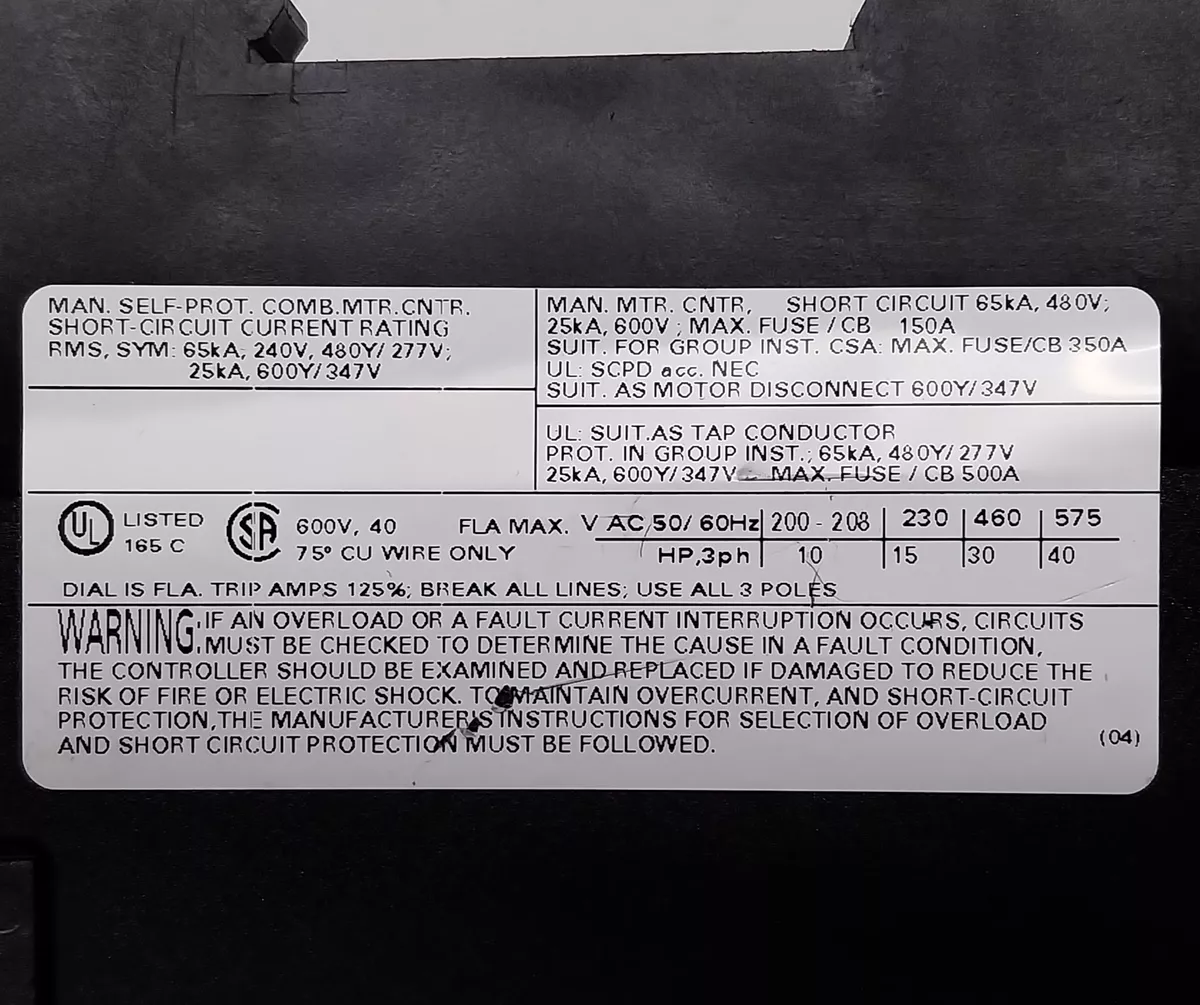 MAN. SELF-PROT. COMB.MTR.CNTR.
SHORT-CIRCUIT CURRENT RATING
RMS, SYM: 65kA, 240V, 480Y/277V;
25kA, 600Y/347V
MAN. MTR. CNTR, SHORT CIRCUIT 65kA, 480V;
25kA, 600V; MAX. FUSE/CB 150A
SUIT. FOR GROUP INST. CSA: MAX. FUSE/CB 350A
UL: SCPD acc. NEC
SUIT. AS MOTOR DISCONNECT 600Y/347V
UL: SUIT.AS TAP CONDUCTOR
PROT. IN GROUP INST.; 65kA, 480Y/277V
25kA, 600Y/347V MAX. FUSE/CB 500A
UL LISTED
165 C
SA 600V, 40 FLA MAX.
75° CU WIRE ONLY
V AC,50/60Hz 200-208 230 460 575
HP,3ph 10 15 30 40
DIAL IS FLA. TRIP AMPS 125%; BREAK ALL LINES; USE ALL 3 POLES
WARNING: IF AN OVERLOAD OR A FAULT CURRENT INTERRUPTION OCCURS, CIRCUITS
MUST BE CHECKED TO DETERMINE THE CAUSE IN A FAULT CONDITION,
THE CONTROLLER SHOULD BE EXAMINED AND REPLACED IF DAMAGED TO REDUCE THE
RISK OF FIRE OR ELECTRIC SHOCK. TO MAINTAIN OVERCURRENT, AND SHORT-CIRCUIT
PROTECTION, THE MANUFACTURER'S INSTRUCTIONS FOR SELECTION OF OVERLOAD
AND SHORT CIRCUIT PROTECTION MUST BE FOLLOWED.
(04)